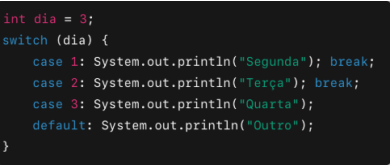 int dia = 3;
switch (dia) {
    case 1: System.out.println("Segunda"); break;
    case 2: System.out.println("Terça"); break;
    case 3: System.out.println("Quarta");
    default: System.out.println("Outro");
}